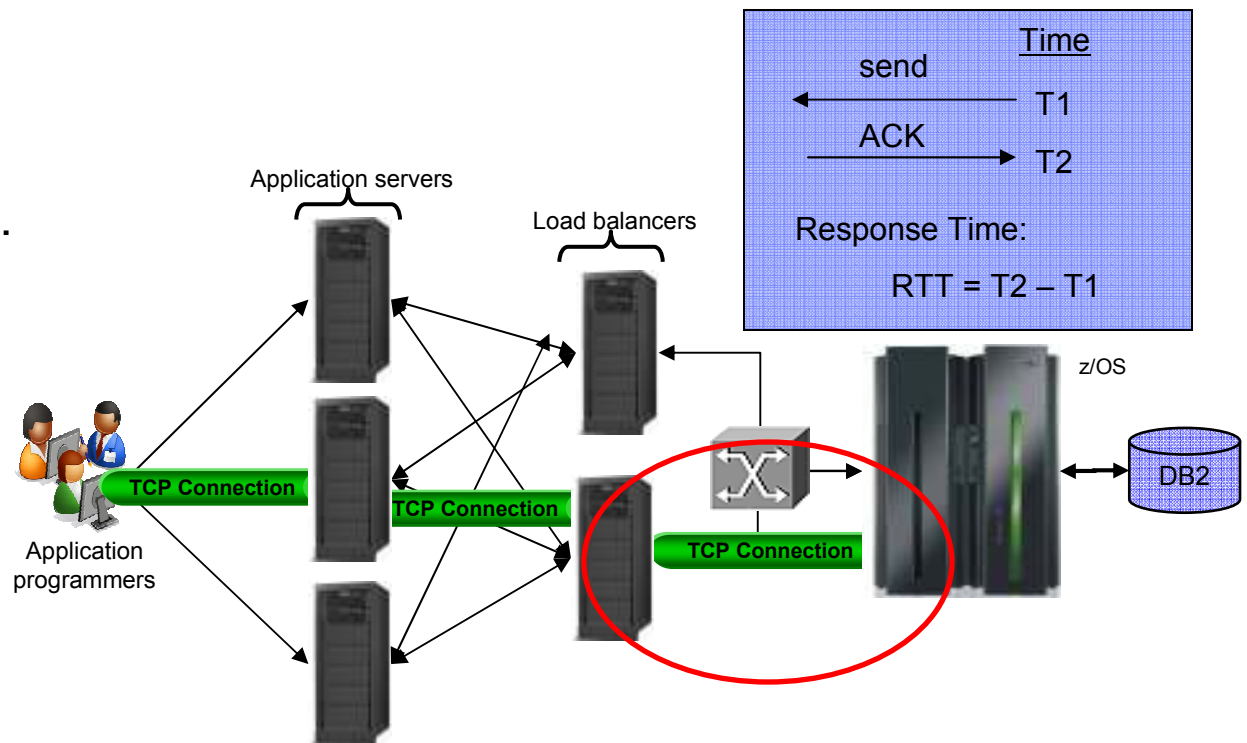 Time
send
T1
ACK
T2
Response Time:
RTT = T2 – T1
.
Application servers
Load balancers
z/OS
DB2
TCP Connection
TCP Connection
TCP Connection
Application
programmers